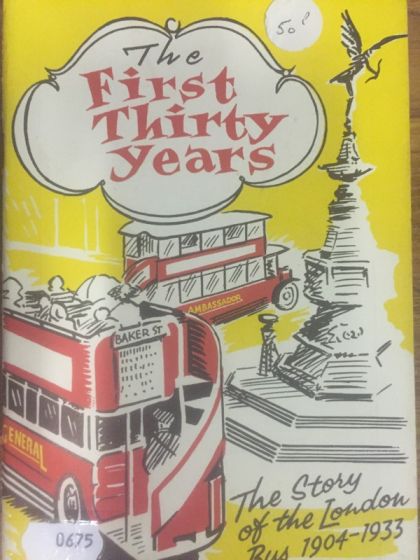 50p
The
First
Thirty
Years
AMBASSADOR
BAKER ST.
GENERAL
The Story
of the London
Bus 1904-1933
0675